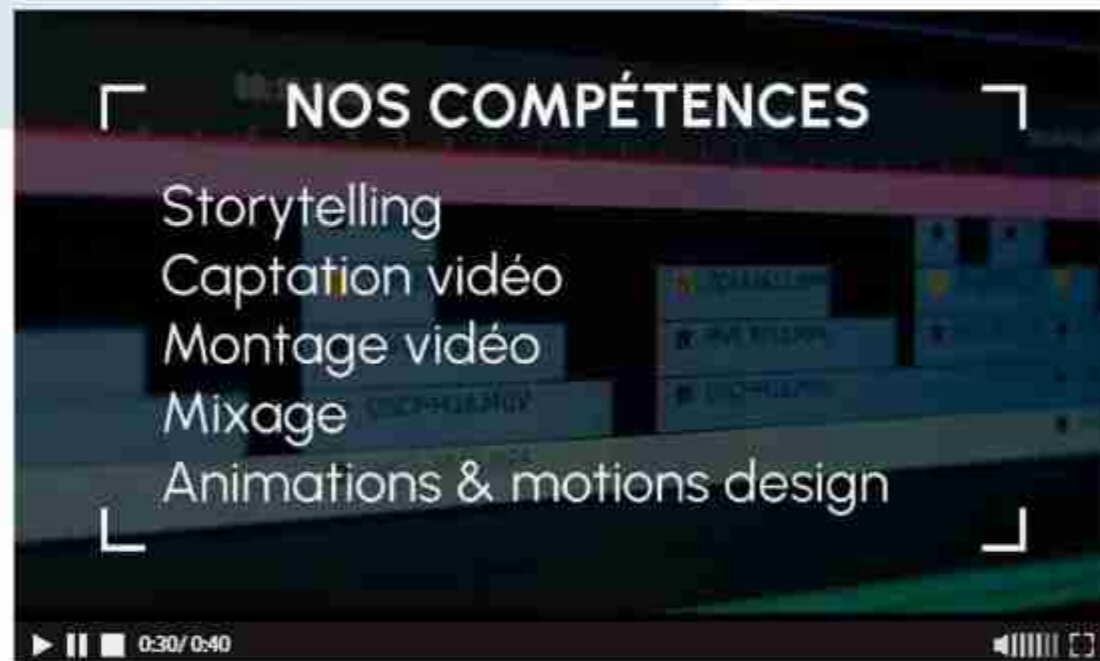 NOS COMPÉTENCES
Storytelling
Captation vidéo
Montage vidéo
Mixage
Animations & motions design
0:30/ 0:40